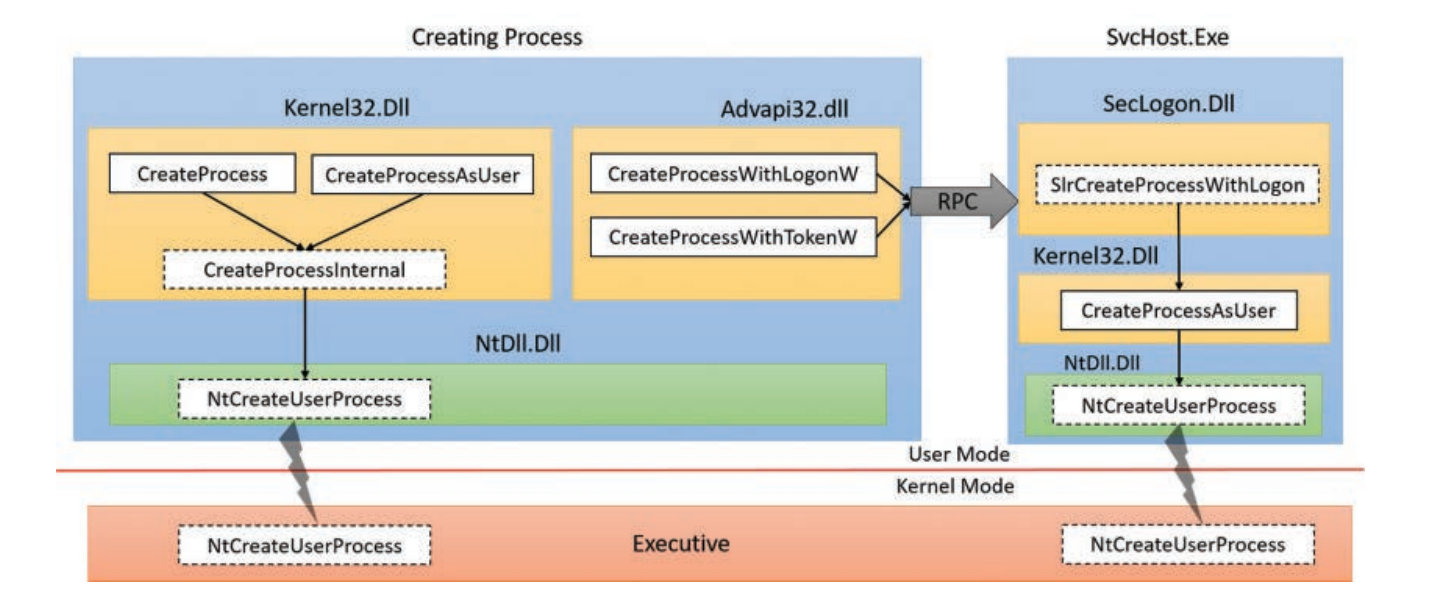 Creating Process
SvcHost.Exe
Kernel32.Dll
Advapi32.dll
SecLogon.Dll
CreateProcess
CreateProcessAsUser
CreateProcessWithLogonW
SlrCreateProcessWithLogon
RPC
CreateProcessWithTokenW
CreateProcessInternal
Kernel32.Dll
CreateProcessAsUser
NtDll.Dll
NtDll.Dll
NtCreateUserProcess
NtCreateUserProcess
User Mode
Kernel Mode
NtCreateUserProcess
Executive
NtCreateUserProcess